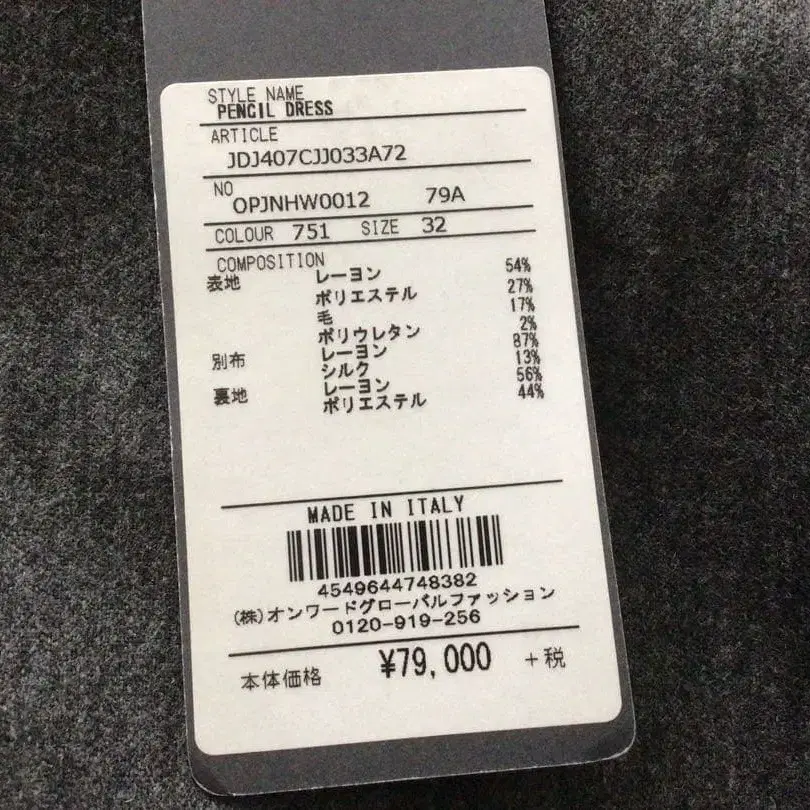 STYLE NAME
PENCIL DRESS
ARTICLE
JDJ407CJJ033A72
NO
OPJNHW0012 79A
COLOUR 751 SIZE 32
COMPOSITION
表地 レーヨン 54%
ポリエステル 27%
毛 17%
ポリウレタン 2%
別布 レーヨン 87%
シルク 13%
裏地 レーヨン 56%
ポリエステル 44%
MADE IN ITALY
4549644748382
(株)オンワードグローバルファッション
0120-919-256
本体価格 ¥79,000 +税